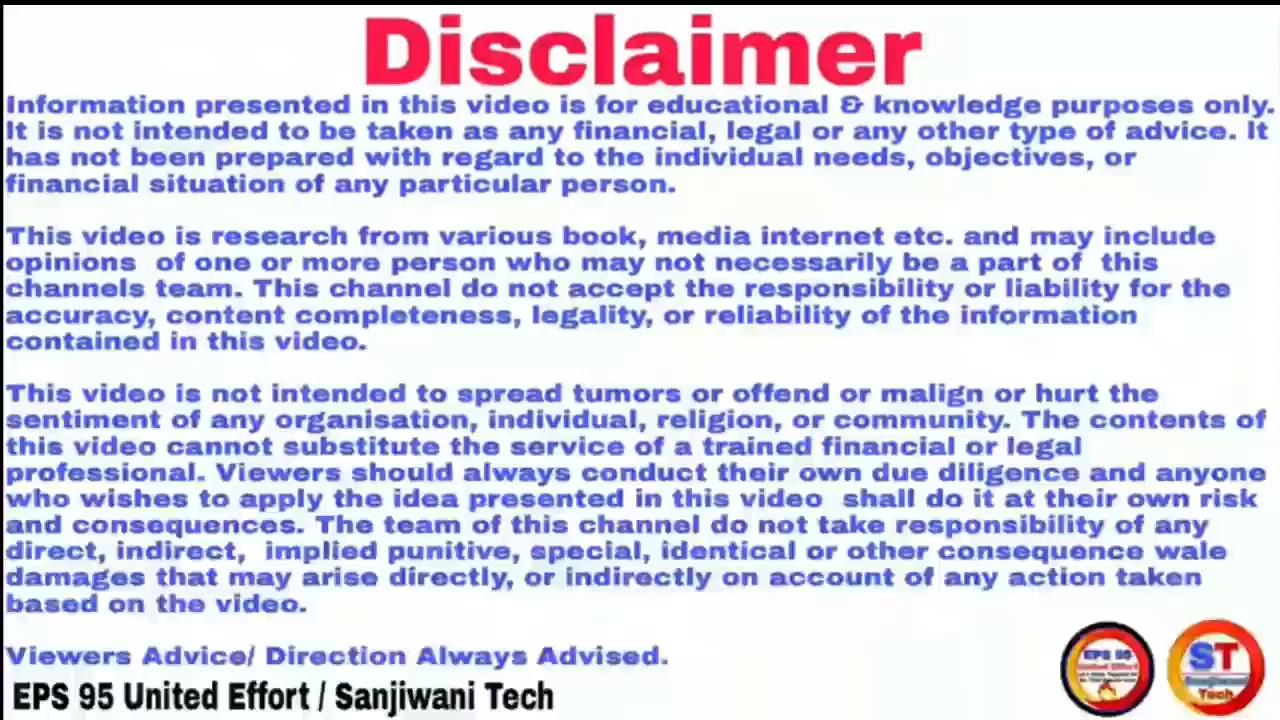 Disclaimer
Information presented in this video is for educational & knowledge purposes only.
It is not intended to be taken as any financial, legal or any other type of advice. It
has not been prepared with regard to the individual needs, objectives, or
financial situation of any particular person.
This video is research from various book, media internet etc. and may include
opinions of one or more person who may not necessarily be a part of this
channels team. This channel do not accept the responsibility or liability for the
accuracy, content completeness, legality, or reliability of the information
contained in this video.
This video is not intended to spread tumors or offend or malign or hurt the
sentiment of any organisation, individual, religion, or community. The contents of
this video cannot substitute the service of a trained financial or legal
professional. Viewers should always conduct their own due diligence and anyone
who wishes to apply the idea presented in this video shall do it at their own risk
and consequences. The team of this channel do not take responsibility of any
direct, indirect, implied punitive, special, identical or other consequence wale
damages that may arise directly, or indirectly on account of any action taken
based on the video.
Viewers Advice/ Direction Always Advised.
EPS 95 United Effort / Sanjiwani Tech
EPS 95
United Effort
ST
Sanjiwani
Tech